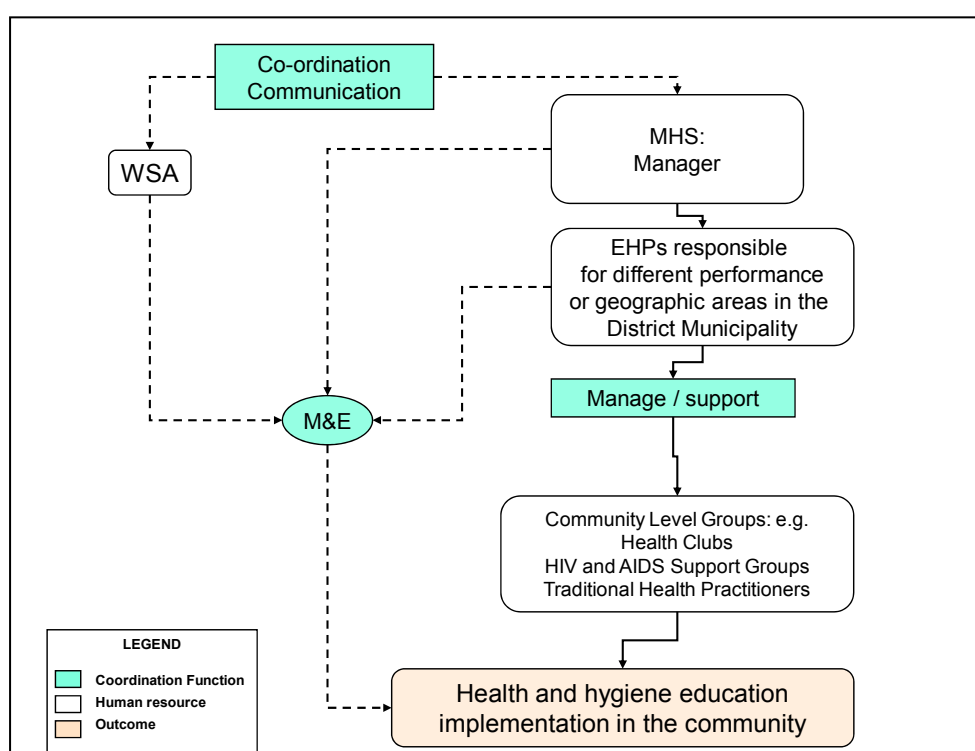 Co-ordination
Communication
WSA
MHS:
Manager
EHPs responsible
for different performance
or geographic areas in the
District Municipality
M&E
Manage / support
Community Level Groups: e.g.
Health Clubs
HIV and AIDS Support Groups
Traditional Health Practitioners
LEGEND
Coordination Function
Human resource
Outcome
Health and hygiene education
implementation in the community